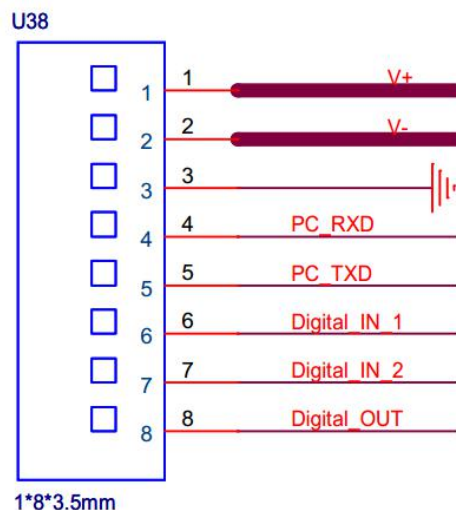 U38
1 1 V+
2 2 V-
3 3
4 4 PC_RXD
5 5 PC_TXD
6 6 Digital_IN_1
7 7 Digital_IN_2
8 8 Digital_OUT
1*8*3.5mm